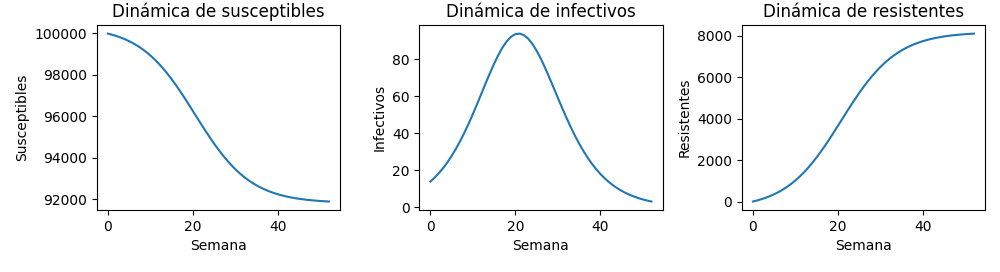 Dinámica de susceptibles
Susceptibles
100000
98000
96000
94000
92000
0 20 40
Semana
Dinámica de infectivos
Infectivos
80
60
40
20
0
0 20 40
Semana
Dinámica de resistentes
Resistentes
8000
6000
4000
2000
0
0 20 40
Semana